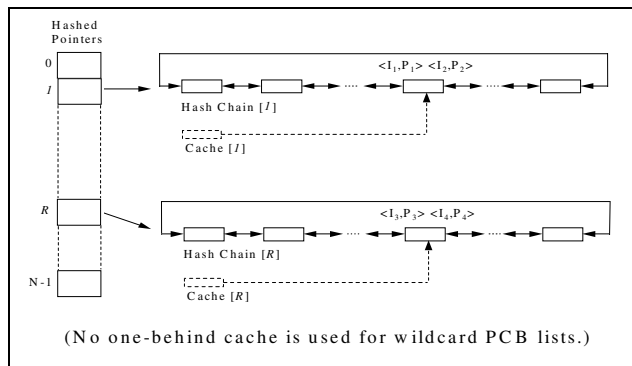 Hashed
Pointers
0
1
<I1,P1> <I2,P2>
Hash Chain [1]
Cache [1]
R
<I3,P3> <I4,P4>
Hash Chain [R]
Cache [R]
N-1
(No one-behind cache is used for wildcard PCB lists.)